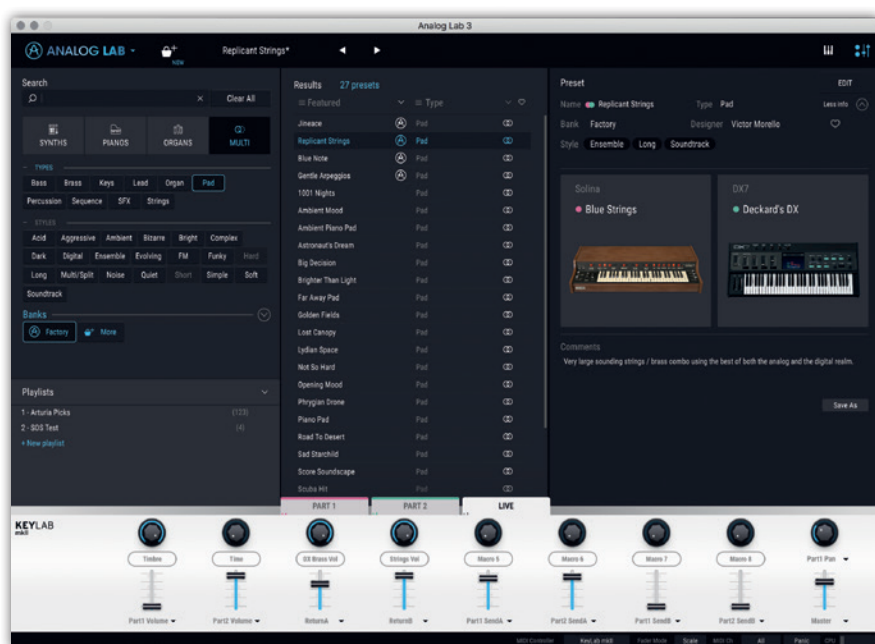 Analog Lab 3
ANALOG LAB
NEW
Replicant Strings*
Search
Clear All
SYNTHS PIANOS ORGANS MULTI
TYPES
Bass Brass Keys Lead Organ Pad
Percussion Sequence SFX Strings
STYLES
Acid Aggressive Ambient Bizarre Bright Complex
Dark Digital Ensemble Evolving FM Funky Hard
Long Multi/Split Noise Quiet Short Simple Soft
Soundtrack
Banks
Factory More
Playlists
1 - Arturia Picks (133)
2 - SOS Test (4)
+ New playlist
Results 27 presets
Featured Type
Jineace Pad
Replicant Strings Pad
Blue Note Pad
Gentle Arpeggios Pad
1001 Nights Pad
Ambient Mood Pad
Ambient Piano Pad Pad
Astronaut's Dream Pad
Big Decision Pad
Brighter Than Light Pad
Far Away Pad Pad
Golden Fields Pad
Lost Canopy Pad
Lydian Space Pad
Not So Hard Pad
Opening Mood Pad
Phrygian Drone Pad
Piano Pad Pad
Road To Desert Pad
Sad Starchild Pad
Score Soundscape Pad
Scuba Hit Pad
Preset EDIT
Name Replicant Strings Type Pad Less info
Bank Factory Designer Victor Morello
Style Ensemble Long Soundtrack
Solina
Blue Strings
DX7
Deckard's DX
Comments
Very large sounding strings / brass combo using the best of both the analog and the digital realm.
Save As
PART 1 PART 2 LIVE
KEYLAB
mkII
Timbre Time DX Brass Vol Strings Vol Macro 5 Macro 6 Macro 7 Macro 8 Part1 Pan
Part1 Volume Part2 Volume ReturnA ReturnB Part1 SendA Part2 SendA Part1 SendB Part2 SendB Master
MIDI Controller KeyLab mkII Fader Mode Scale MIDI Ch. All Panic CPU